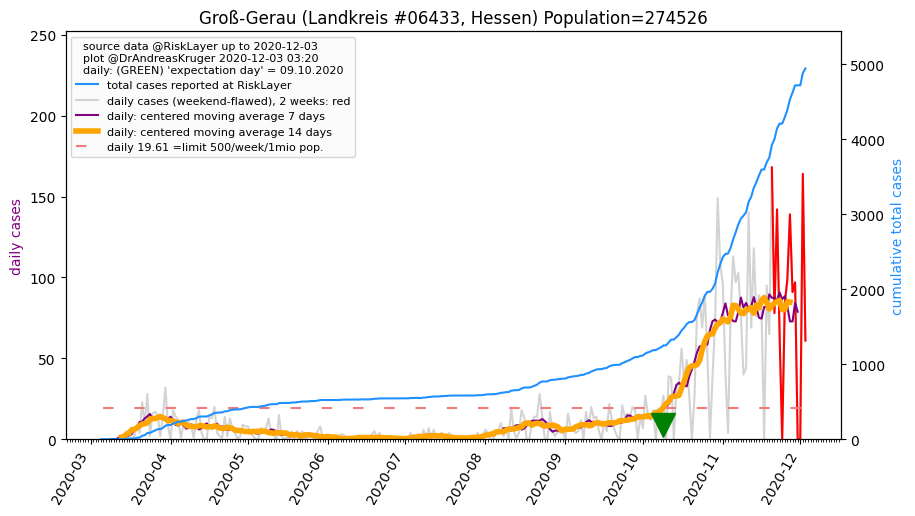 Groß-Gerau (Landkreis #06433, Hessen) Population=274526
source data @RiskLayer up to 2020-12-03
plot @DrAndreasKruger 2020-12-03 03:20
daily: (GREEN) 'expectation day' = 09.10.2020
total cases reported at RiskLayer
daily cases (weekend-flawed), 2 weeks: red
daily: centered moving average 7 days
daily: centered moving average 14 days
daily 19.61 =limit 500/week/1mio pop.
daily cases
250
200
150
100
50
0
cumulative total cases
5000
4000
3000
2000
1000
0
2020-03
2020-04
2020-05
2020-06
2020-07
2020-08
2020-09
2020-10
2020-11
2020-12